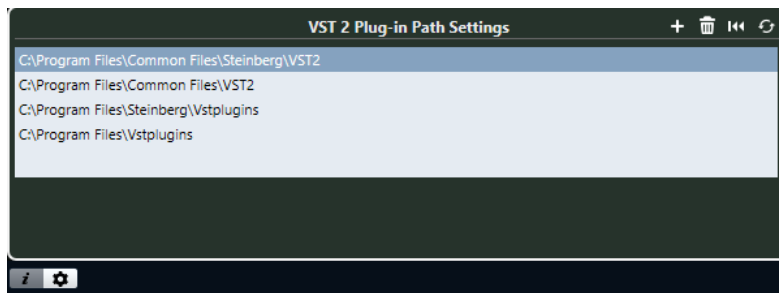 VST 2 Plug-in Path Settings
C:\Program Files\Common Files\Steinberg\VST2
C:\Program Files\Common Files\VST2
C:\Program Files\Steinberg\Vstplugins
C:\Program Files\Vstplugins
i